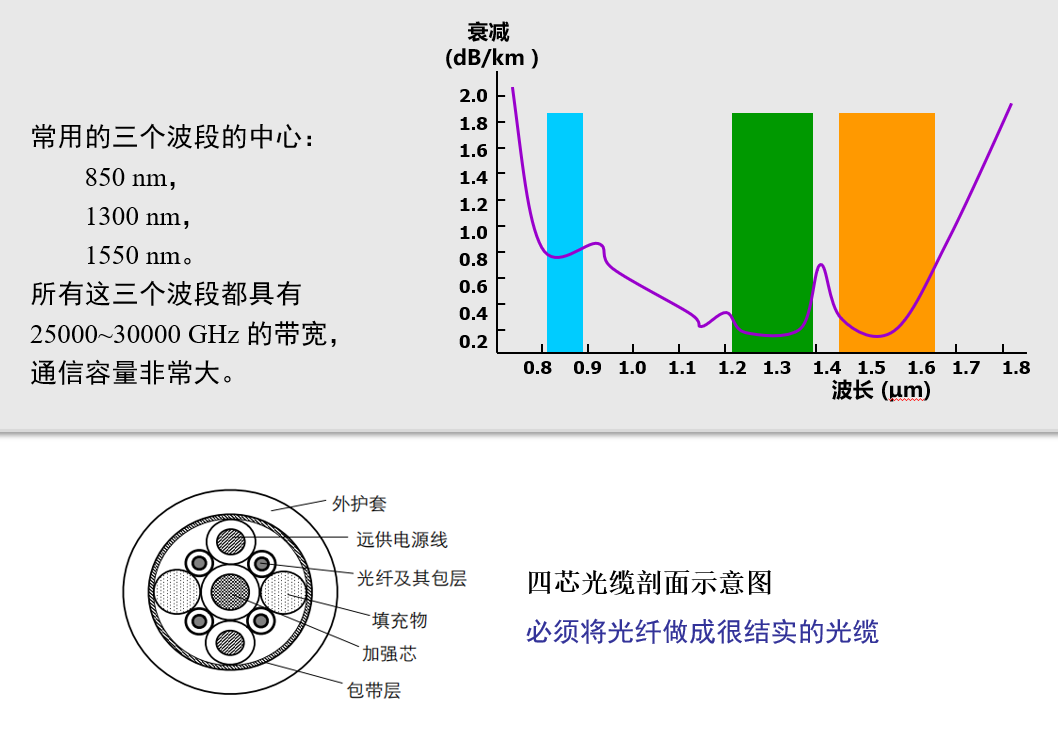 常用的三个波段的中心：
850 nm，
1300 nm，
1550 nm。
所有这三个波段都具有
25000~30000 GHz 的带宽，
通信容量非常大。
衰减
(dB/km )
2.0
1.8
1.6
1.4
1.2
1.0
0.8
0.6
0.4
0.2
0.8 0.9 1.0 1.1 1.2 1.3 1.4 1.5 1.6 1.7 1.8
波长 (μm)
外护套
远供电源线
光纤及其包层
填充物
加强芯
包带层
四芯光缆剖面示意图
必须将光纤做成很结实的光缆